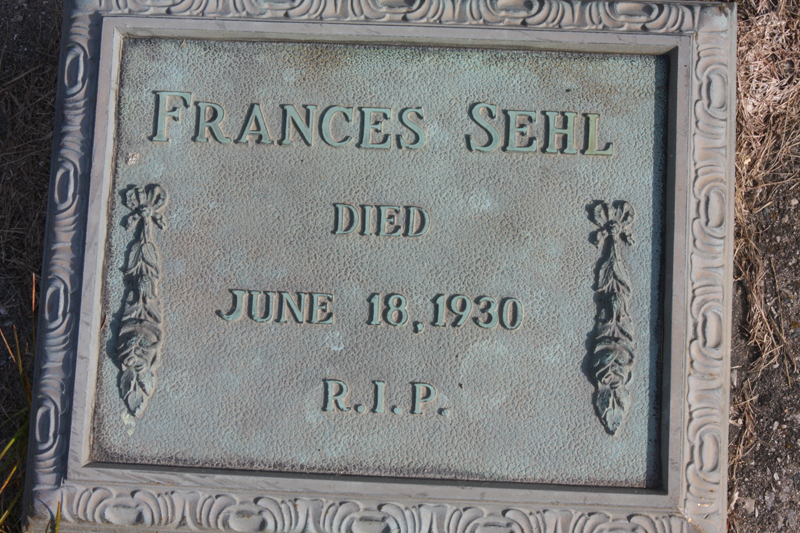 FRANCES SEHL
DIED
JUNE 18, 1930
R.I.P.